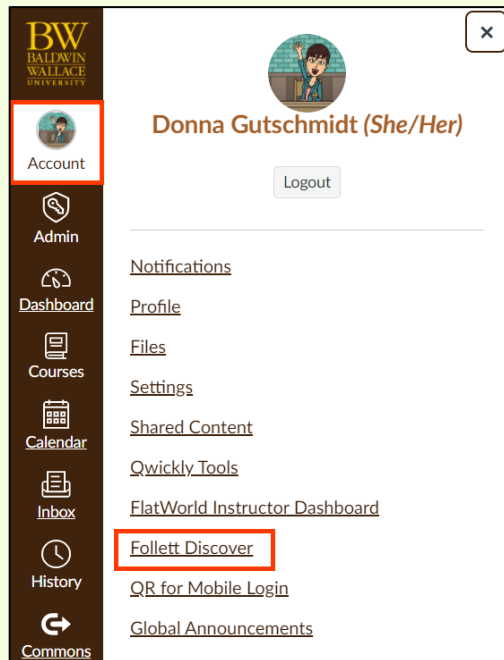 BW
BALDWIN
WALLACE
UNIVERSITY
Account
Admin
Dashboard
Courses
Calendar
Inbox
History
Commons
×
Donna Gutschmidt (She/Her)
Logout
Notifications
Profile
Files
Settings
Shared Content
Qwickly Tools
FlatWorld Instructor Dashboard
Follett Discover
QR for Mobile Login
Global Announcements